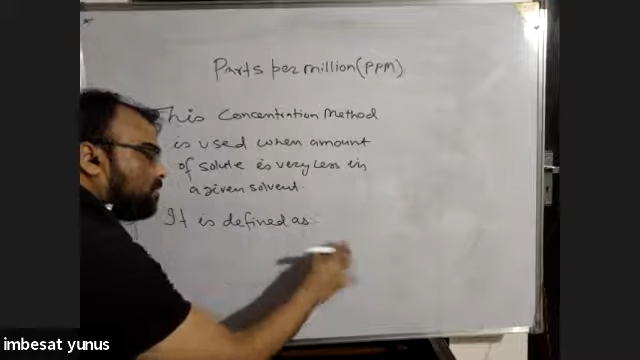 Parts per million (PPM)
This Concentration Method
is used when amount
of solute is very less in
a given solvent.
It is defined as
imbesat yunus